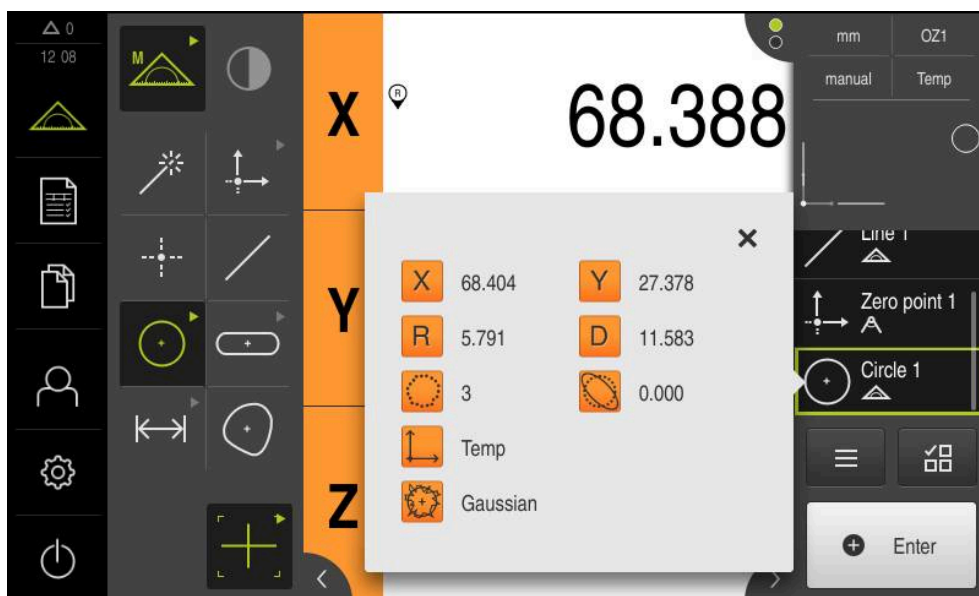 0
12 08
M
X
R
68.388
Y
Z
X 68.404 Y 27.378
R 5.791 D 11.583
3 0.000
Temp
Gaussian
mm OZ1
manual Temp
Line 1
Zero point 1
Circle 1
Enter